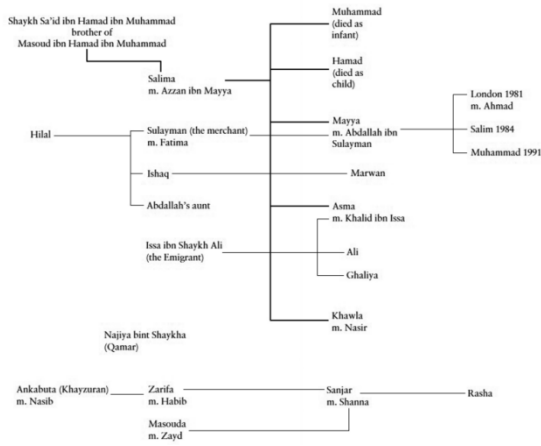 Shaykh Sa'id ibn Hamad ibn Muhammad
brother of
Masoud ibn Hamad ibn Muhammad
Muhammad
(died as
infant)
Hamad
(died as
child)
Salima
m. Azzan ibn Mayya
London 1981
m. Ahmad
Mayya
m. Abdallah ibn
Sulayman
Salim 1984
Muhammad 1991
Hilal
Sulayman (the merchant)
m. Fatima
Ishaq
Marwan
Abdallah's aunt
Asma
m. Khalid ibn Issa
Issa ibn Shaykh Ali
(the Emigrant)
Ali
Ghaliya
Khawla
m. Nasir
Najiya bint Shaykha
(Qamar)
Ankabuta (Khayzuran)
m. Nasib
Zarifa
m. Habib
Sanjar
m. Shanna
Rasha
Masouda
m. Zayd